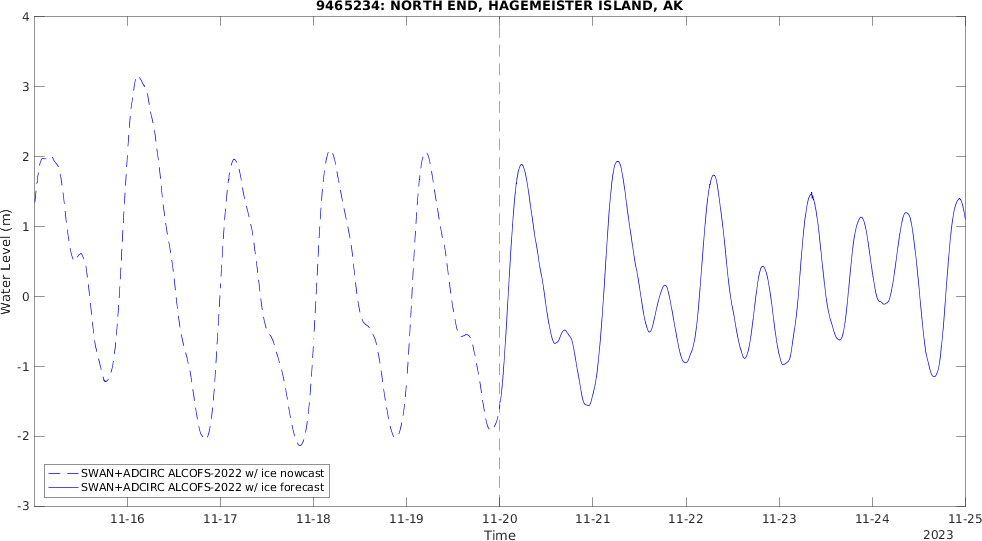 9465234: NORTH END, HAGEMEISTER ISLAND, AK
4
3
2
1
0
-1
-2
-3
Water Level (m)
SWAN+ADCIRC ALCOFS-2022 w/ ice nowcast
SWAN+ADCIRC ALCOFS-2022 w/ ice forecast
11-16 11-17 11-18 11-19 11-20 11-21 11-22 11-23 11-24 11-25
Time
2023